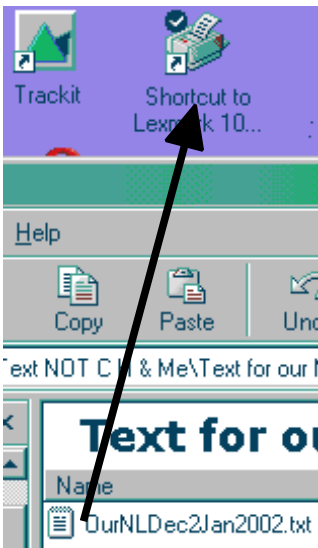 Trackit
Shortcut to
Lexmark 10...
Help
Copy Paste
Text NOT C & Me\Text for our
Text for
Name
OurNLDec2Jan2002.txt